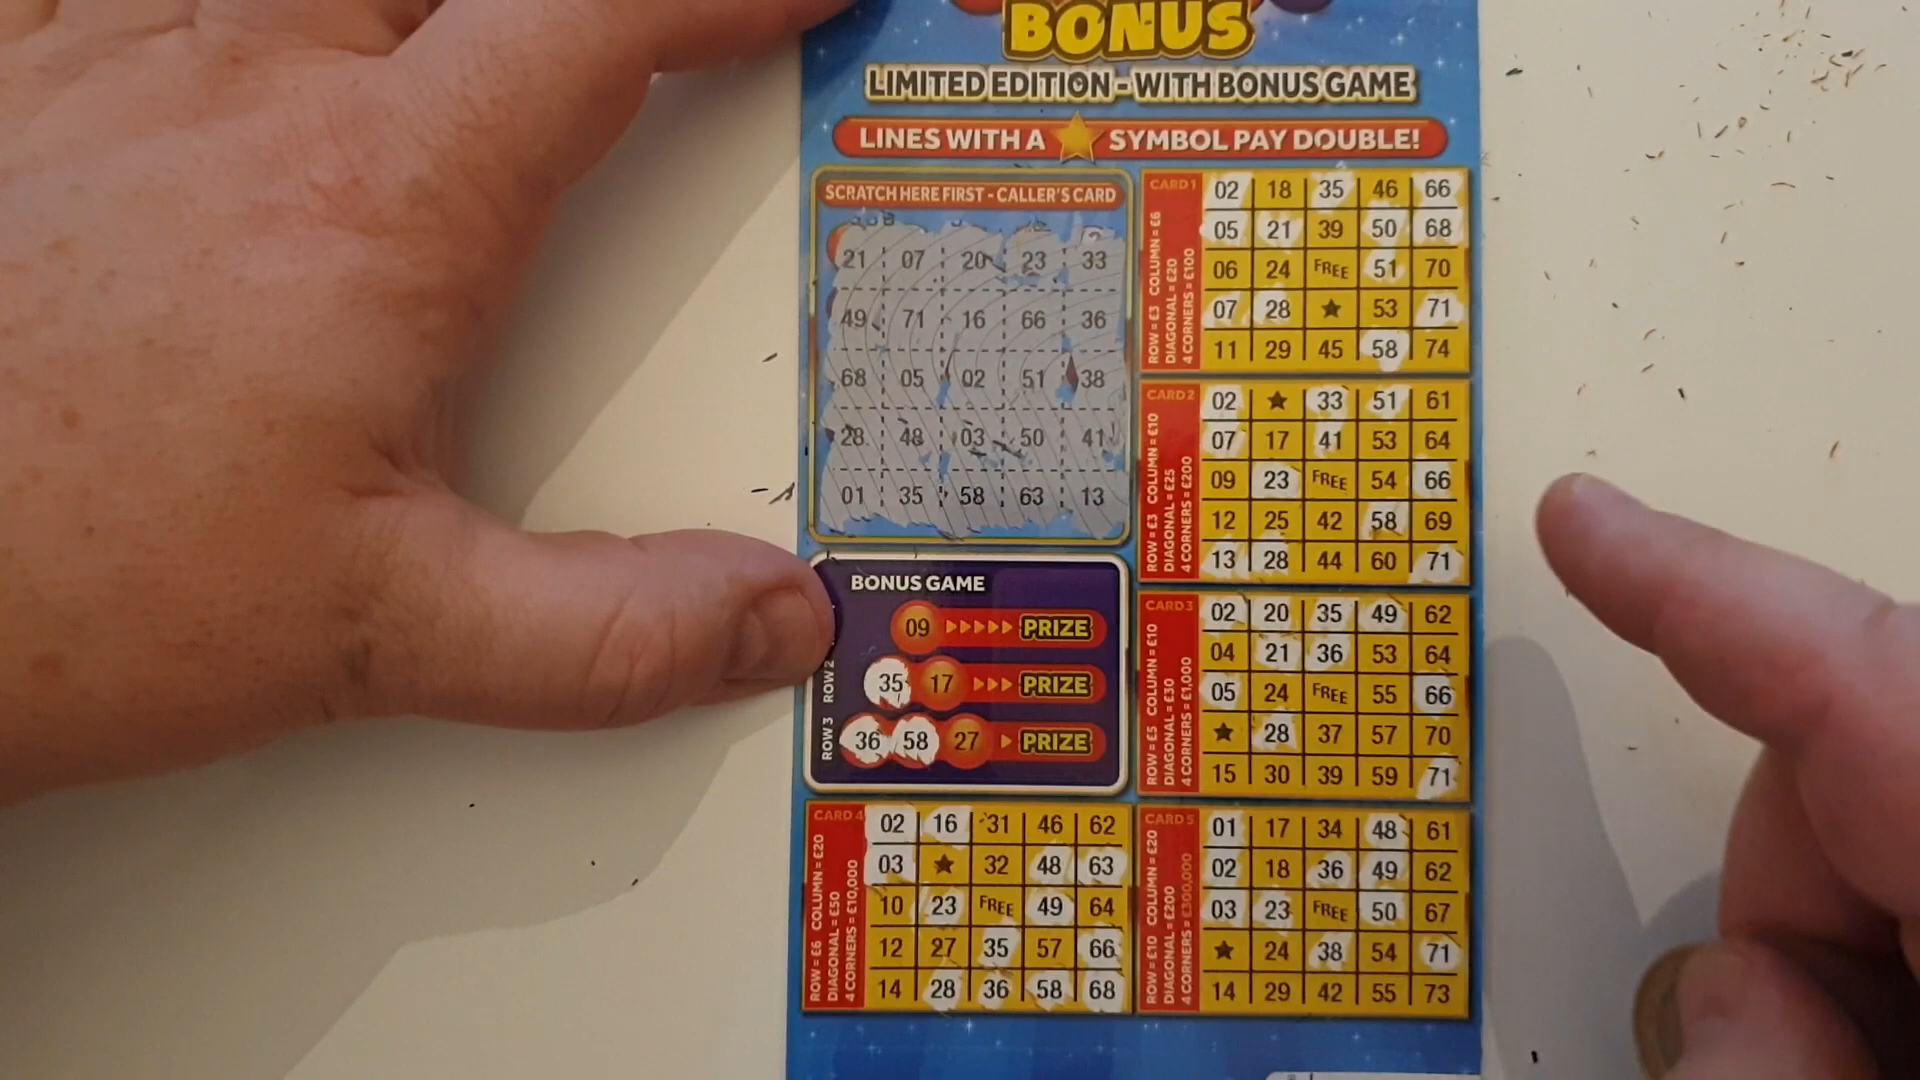 BONUS
LIMITED EDITION - WITH BONUS GAME
LINES WITH A SYMBOL PAY DOUBLE!
SCRATCH HERE FIRST - CALLER'S CARD
21 07 20 23 33
49 71 16 66 36
68 05 02 51 38
28 48 03 50 41
01 35 58 63 13
CARD 1
ROW = £3 COLUMN = £6
DIAGONAL = £20
4 CORNERS = £100
02 18 35 46 66
05 21 39 50 68
06 24 FREE 51 70
07 28 ★ 53 71
11 29 45 58 74
CARD 2
ROW = £3 COLUMN = £10
DIAGONAL = £25
4 CORNERS = £200
02 ★ 33 51 61
07 17 41 53 64
09 23 FREE 54 66
12 25 42 58 69
13 28 44 60 71
BONUS GAME
09 PRIZE
ROW 2 35 17 PRIZE
ROW 3 36 58 27 PRIZE
CARD 3
ROW = £5 COLUMN = £10
DIAGONAL = £30
4 CORNERS = £1,000
02 20 35 49 62
04 21 36 53 64
05 24 FREE 55 66
★ 28 37 57 70
15 30 39 59 71
CARD 4
ROW = £6 COLUMN = £20
DIAGONAL = £50
4 CORNERS = £10,000
02 16 31 46 62
03 ★ 32 48 63
10 23 FREE 49 64
12 27 35 57 66
14 28 36 58 68
CARD 5
ROW = £10 COLUMN = £20
DIAGONAL = £200
4 CORNERS = £300,000
01 17 34 48 61
02 18 36 49 62
03 23 FREE 50 67
★ 24 38 54 71
14 29 42 55 73